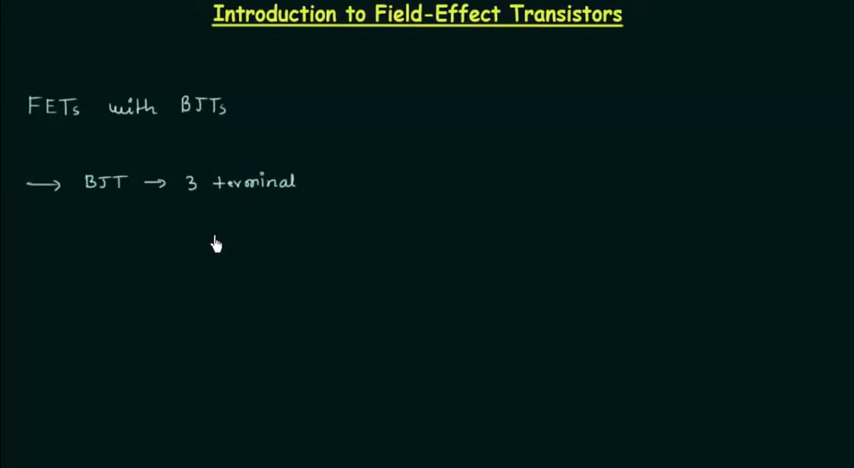 Introduction to Field-Effect Transistors
FETs with BJTs
→ BJT → 3 terminal